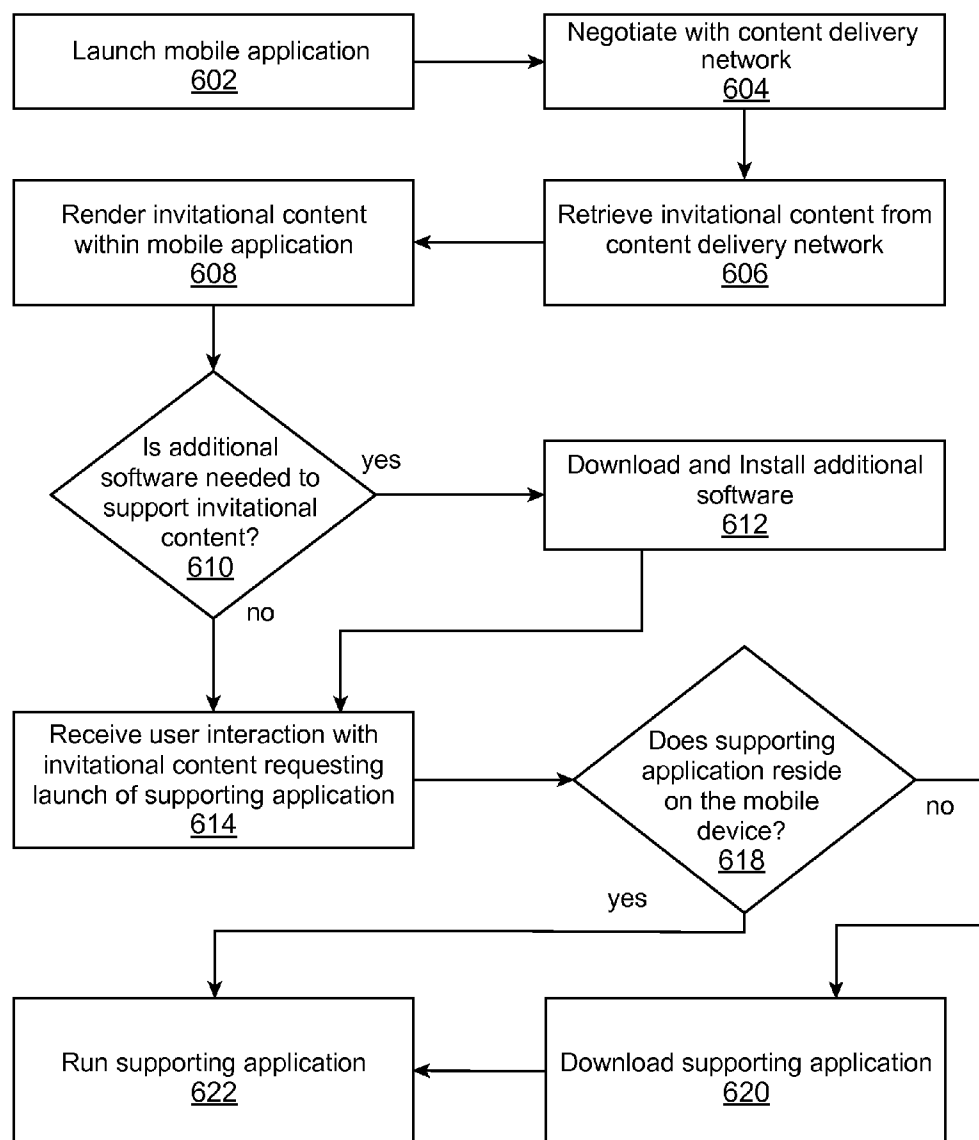 Launch mobile application
602
Negotiate with content delivery
network
604
Retrieve invitational content from
content delivery network
606
Render invitational content
within mobile application
608
Is additional
software needed to
support invitational
content?
610
yes
no
Download and Install additional
software
612
Receive user interaction with
invitational content requesting
launch of supporting application
614
Does supporting
application reside
on the mobile
device?
618
no
yes
Run supporting application
622
Download supporting application
620